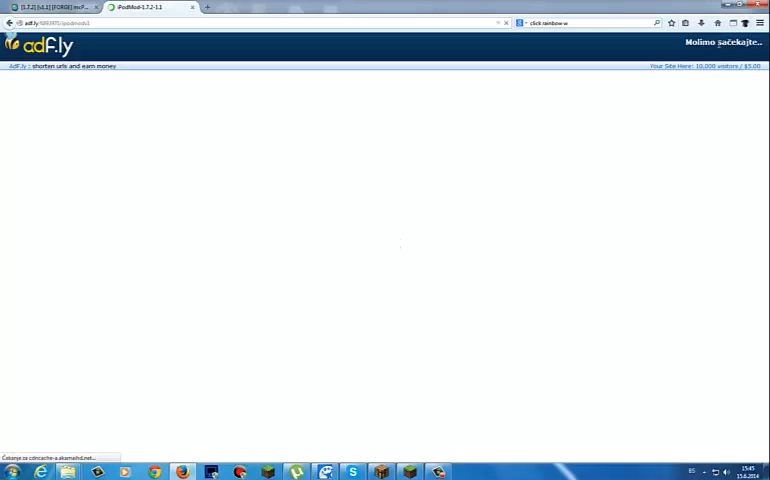 [1.7.2] [v1.1] [FORGE] mcF...
iPodMod-1.7.2-1.1
click rainbow-w
adf.ly
Molimo sačekajte..
AdF.ly : shorten urls and earn money
Your Site Here! 10,000 visitors / $5.00
Čekanje za cdncache-a.akamaihd.net...
BS
15:45
15.6.2014